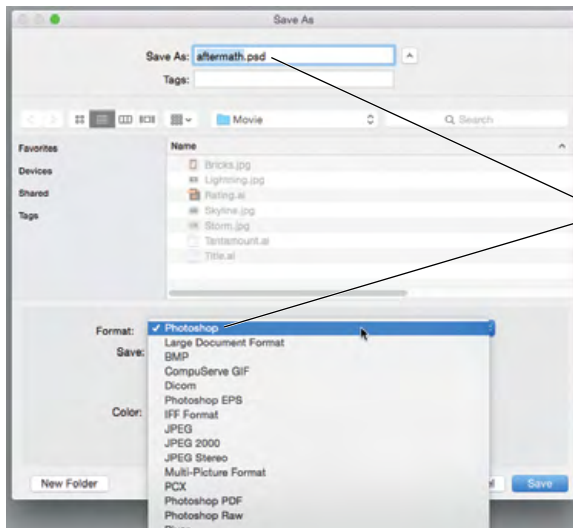 Save As
Save As: aftermath.psd
Tags:
Movie
Search
Favorites
Devices
Shared
Tags
Name
Bricks.jpg
Lightning.jpg
Rating.ai
Skyline.jpg
Storm.jpg
Tantamount.ai
Title.ai
Format: ✓ Photoshop
Save:
Color:
Large Document Format
BMP
CompuServe GIF
Dicom
Photoshop EPS
IFF Format
JPEG
JPEG 2000
JPEG Stereo
Multi-Picture Format
PCX
Photoshop PDF
Photoshop Raw
New Folder
Save